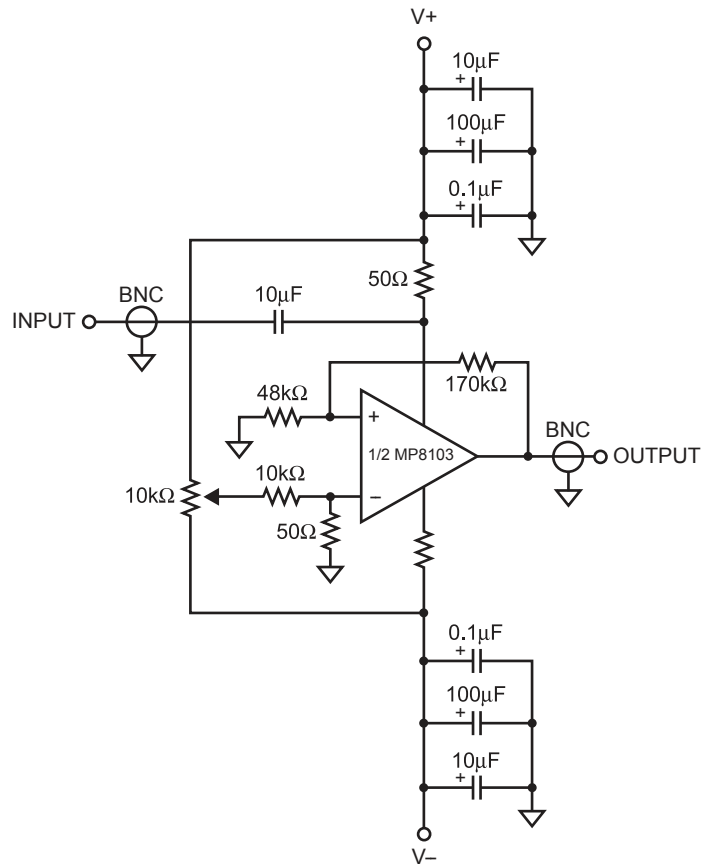 V+
10μF
+
100μF
+
0.1μF
+
50Ω
BNC
10μF
INPUT
170kΩ
48kΩ
+
BNC
1/2 MP8103
OUTPUT
10kΩ
10kΩ
−
50Ω
0.1μF
+
100μF
+
10μF
+
V–